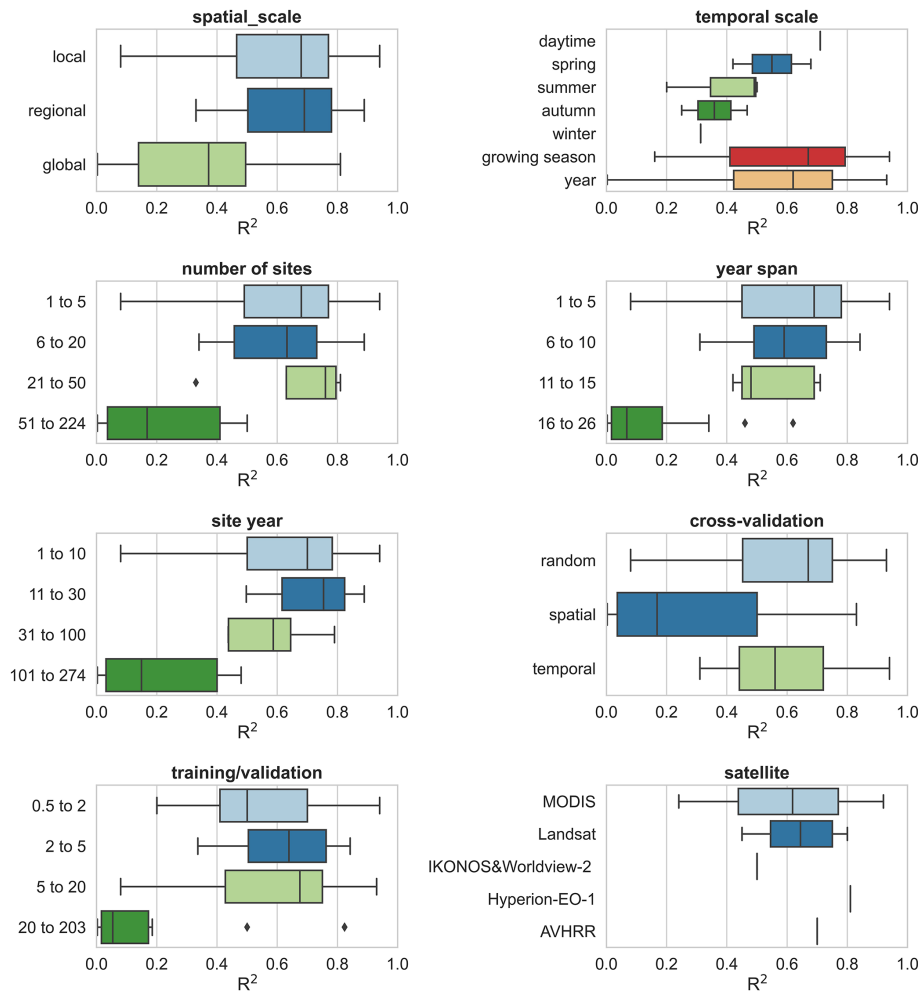 spatial_scale
local
regional
global
0.0 0.2 0.4 0.6 0.8 1.0
R²
temporal scale
daytime
spring
summer
autumn
winter
growing season
year
0.0 0.2 0.4 0.6 0.8 1.0
R²
number of sites
1 to 5
6 to 20
21 to 50
51 to 224
0.0 0.2 0.4 0.6 0.8 1.0
R²
year span
1 to 5
6 to 10
11 to 15
16 to 26
0.0 0.2 0.4 0.6 0.8 1.0
R²
site year
1 to 10
11 to 30
31 to 100
101 to 274
0.0 0.2 0.4 0.6 0.8 1.0
R²
cross-validation
random
spatial
temporal
0.0 0.2 0.4 0.6 0.8 1.0
R²
training/validation
0.5 to 2
2 to 5
5 to 20
20 to 203
0.0 0.2 0.4 0.6 0.8 1.0
R²
satellite
MODIS
Landsat
IKONOS&Worldview-2
Hyperion-EO-1
AVHRR
0.0 0.2 0.4 0.6 0.8 1.0
R²